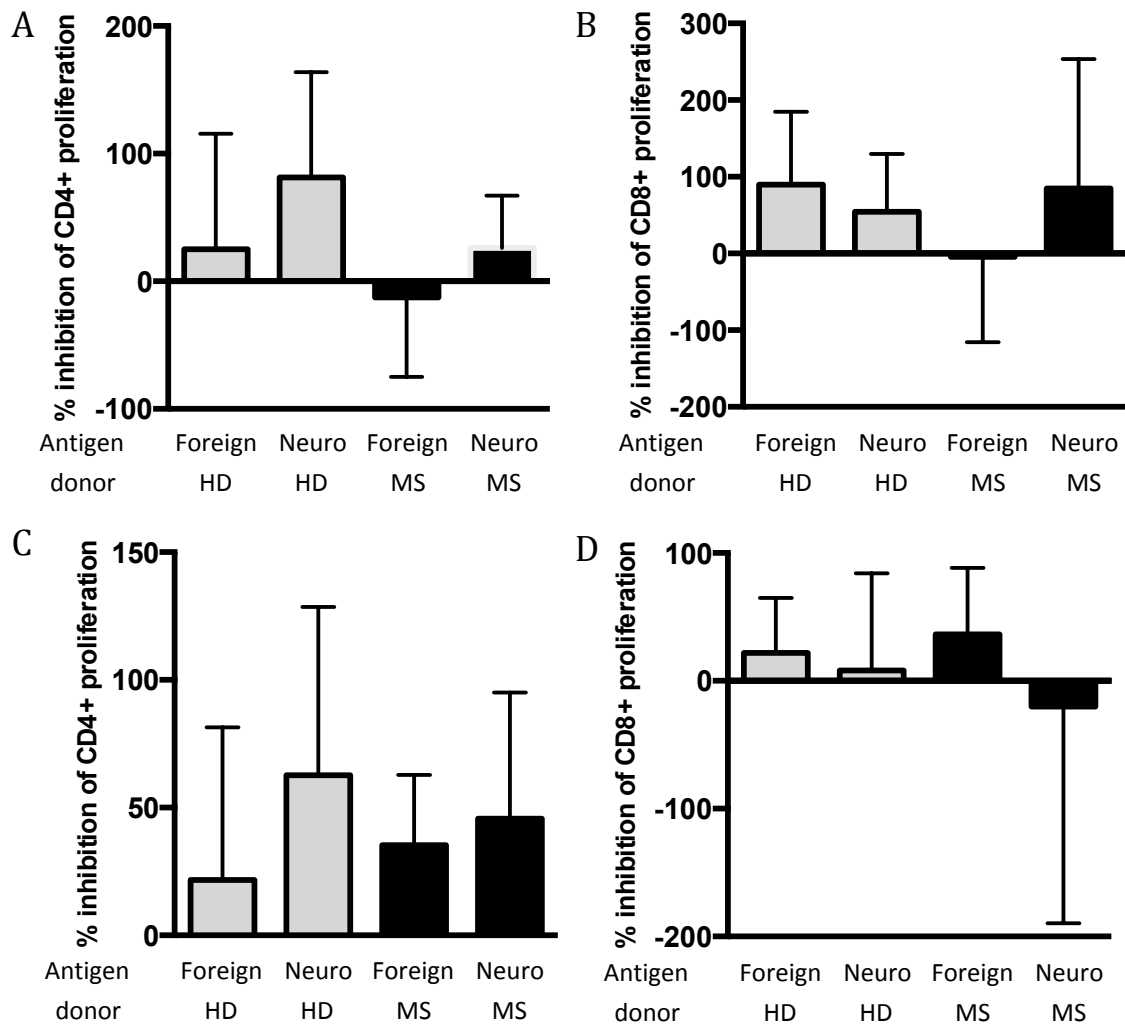 A
% inhibition of CD4+ proliferation
200
100
0
-100
Antigen Foreign Neuro Foreign Neuro
donor HD HD MS MS
B
% inhibition of CD8+ proliferation
300
200
100
0
-100
-200
Antigen Foreign Neuro Foreign Neuro
donor HD HD MS MS
C
% inhibition of CD4+ proliferation
150
100
50
0
Antigen Foreign Neuro Foreign Neuro
donor HD HD MS MS
D
% inhibition of CD8+ proliferation
100
0
-100
-200
Antigen Foreign Neuro Foreign Neuro
donor HD HD MS MS